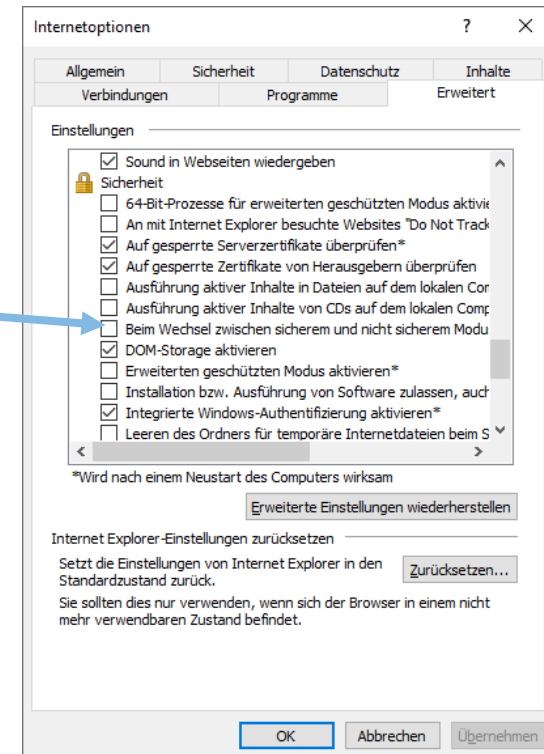 Internetoptionen
Allgemein Sicherheit Datenschutz Inhalte
Verbindungen Programme Erweitert
Einstellungen
Sound in Webseiten wiedergeben
Sicherheit
64-Bit-Prozesse für erweiterten geschützten Modus aktivie
An mit Internet Explorer besuchte Websites "Do Not Track
Auf gesperrte Serverzertifikate überprüfen*
Auf gesperrte Zertifikate von Herausgebern überprüfen
Ausführung aktiver Inhalte in Dateien auf dem lokalen Com
Ausführung aktiver Inhalte von CDs auf dem lokalen Comp
Beim Wechsel zwischen sicherem und nicht sicherem Modu
DOM-Storage aktivieren
Erweiterten geschützten Modus aktivieren*
Installation bzw. Ausführung von Software zulassen, auch
Integrierte Windows-Authentifizierung aktivieren*
Leeren des Ordners für temporäre Internetdateien beim S
*Wird nach einem Neustart des Computers wirksam
Erweiterte Einstellungen wiederherstellen
Internet Explorer-Einstellungen zurücksetzen
Setzt die Einstellungen von Internet Explorer in den
Standardzustand zurück.
Zurücksetzen...
Sie sollten dies nur verwenden, wenn sich der Browser in einem nicht
mehr verwendbaren Zustand befindet.
OK Abbrechen Übernehmen